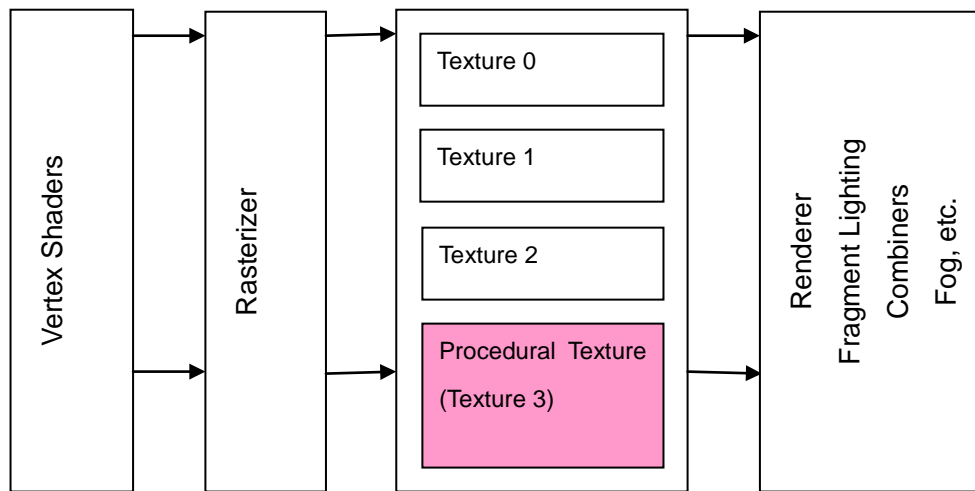 Vertex Shaders
Rasterizer
Texture 0
Texture 1
Texture 2
Procedural Texture
(Texture 3)
Renderer
Fragment Lighting
Combiners
Fog, etc.